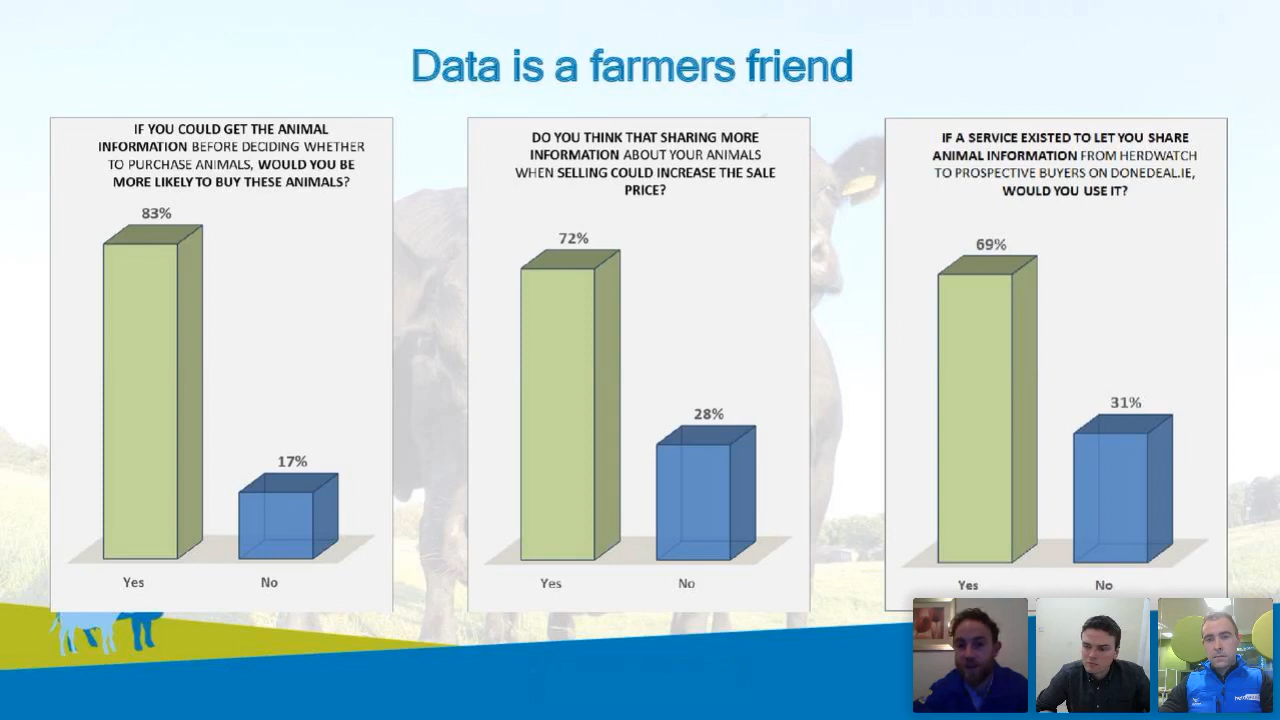 Data is a farmers friend
IF YOU COULD GET THE ANIMAL
INFORMATION BEFORE DECIDING WHETHER
TO PURCHASE ANIMALS, WOULD YOU BE
MORE LIKELY TO BUY THESE ANIMALS?
83%
17%
Yes
No
DO YOU THINK THAT SHARING MORE
INFORMATION ABOUT YOUR ANIMALS
WHEN SELLING COULD INCREASE THE SALE
PRICE?
72%
28%
Yes
No
IF A SERVICE EXISTED TO LET YOU SHARE
ANIMAL INFORMATION FROM HERDWATCH
TO PROSPECTIVE BUYERS ON DONEDEAL.IE,
WOULD YOU USE IT?
69%
31%
Yes
No